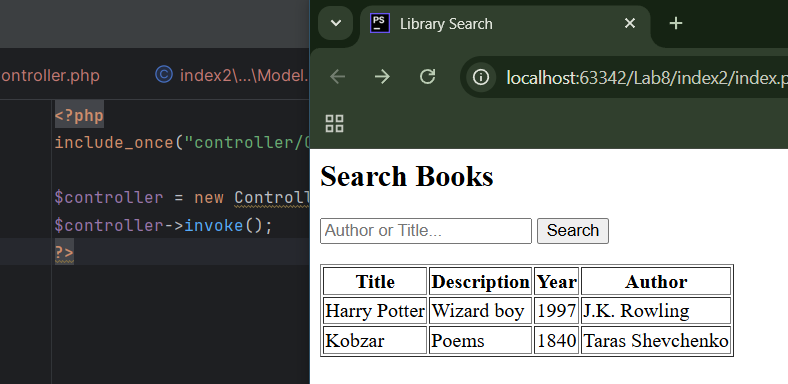 ontroller.php
index2\...\Model.
<?php
include_once("controller/C
$controller = new Controll
$controller->invoke();
?>
PS
Library Search
localhost:63342/Lab8/index2/index.p
Search Books
Author or Title...
Search
Title Description Year Author
Harry Potter Wizard boy 1997 J.K. Rowling
Kobzar Poems 1840 Taras Shevchenko